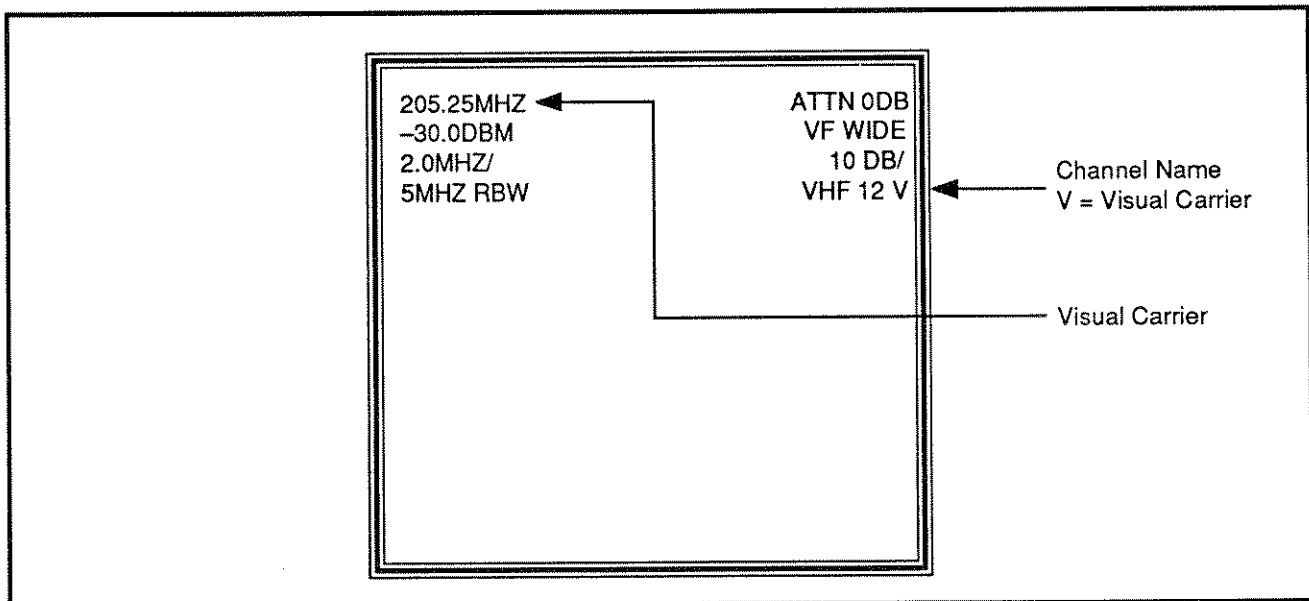 205.25MHZ
–30.0DBM
2.0MHZ/
5MHZ RBW
ATTN 0DB
VF WIDE
10 DB/
VHF 12 V
Channel Name
V = Visual Carrier
Visual Carrier